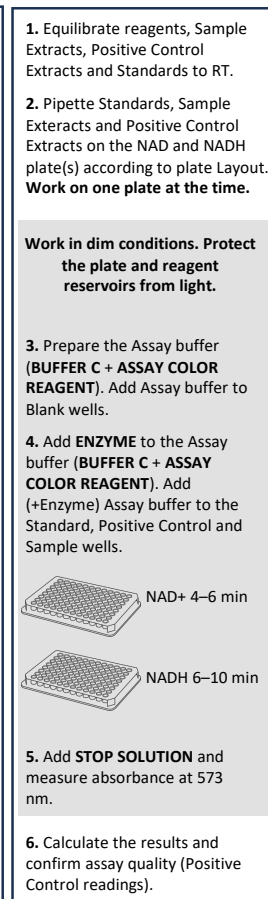 1. Equilibrate reagents, Sample
Extracts, Positive Control
Extracts and Standards to RT.
2. Pipette Standards, Sample
Exteracts and Positive Control
Extracts on the NAD and NADH
plate(s) according to plate Layout.
Work on one plate at the time.
Work in dim conditions. Protect
the plate and reagent
reservoirs from light.
3. Prepare the Assay buffer
(BUFFER C + ASSAY COLOR
REAGENT). Add Assay buffer to
Blank wells.
4. Add ENZYME to the Assay
buffer (BUFFER C + ASSAY
COLOR REAGENT). Add
(+Enzyme) Assay buffer to the
Standard, Positive Control and
Sample wells.
NAD+ 4–6 min
NADH 6–10 min
5. Add STOP SOLUTION and
measure absorbance at 573
nm.
6. Calculate the results and
confirm assay quality (Positive
Control readings).